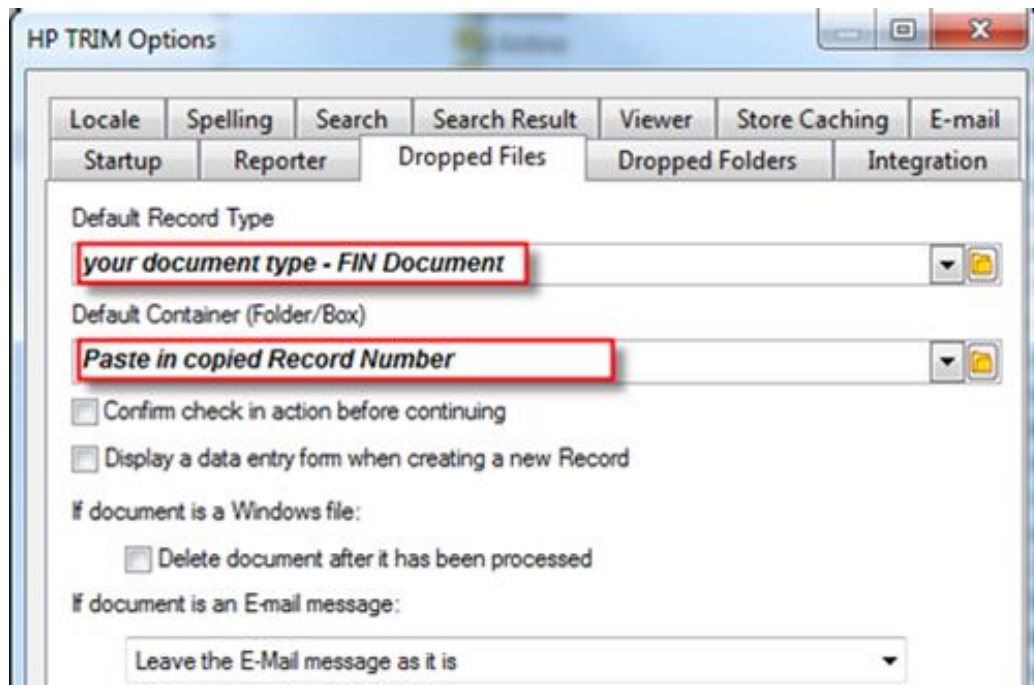 HP TRIM Options
Locale Spelling Search Search Result Viewer Store Caching E-mail
Startup Reporter Dropped Files Dropped Folders Integration
Default Record Type
your document type - FIN Document
Default Container (Folder/Box)
Paste in copied Record Number
Confirm check in action before continuing
Display a data entry form when creating a new Record
If document is a Windows file:
Delete document after it has been processed
If document is an E-mail message:
Leave the E-Mail message as it is